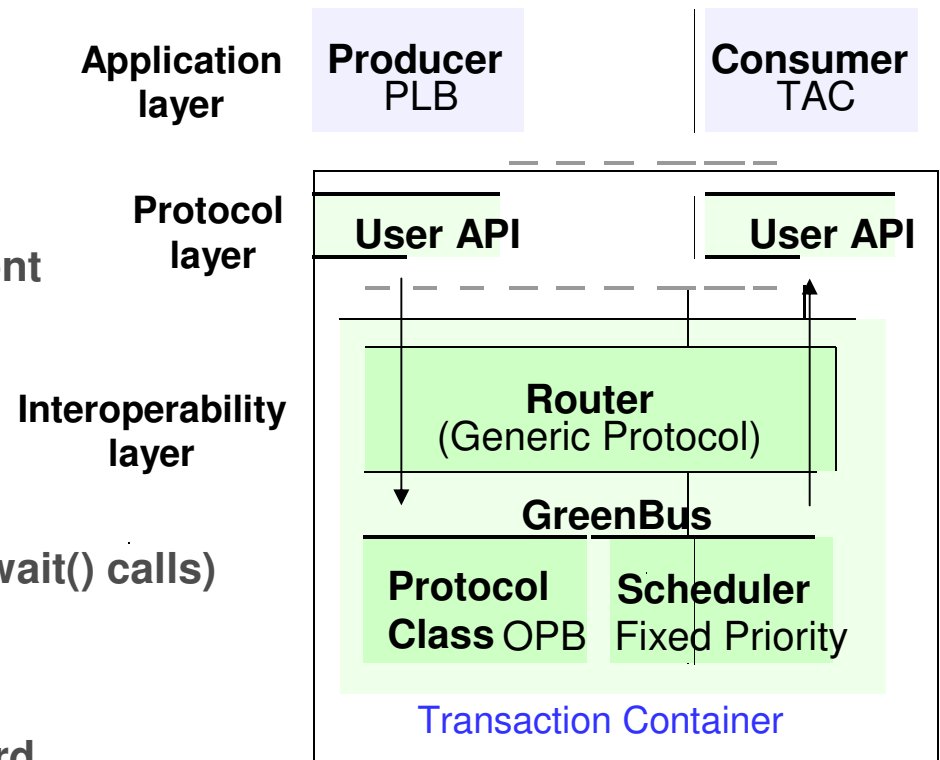 Application
layer
Producer
PLB
Consumer
TAC
Protocol
layer
User API
User API
nt
Interoperability
layer
Router
(Generic Protocol)
GreenBus
wait() calls)
Protocol
Class OPB
Scheduler
Fixed Priority
Transaction Container
rd